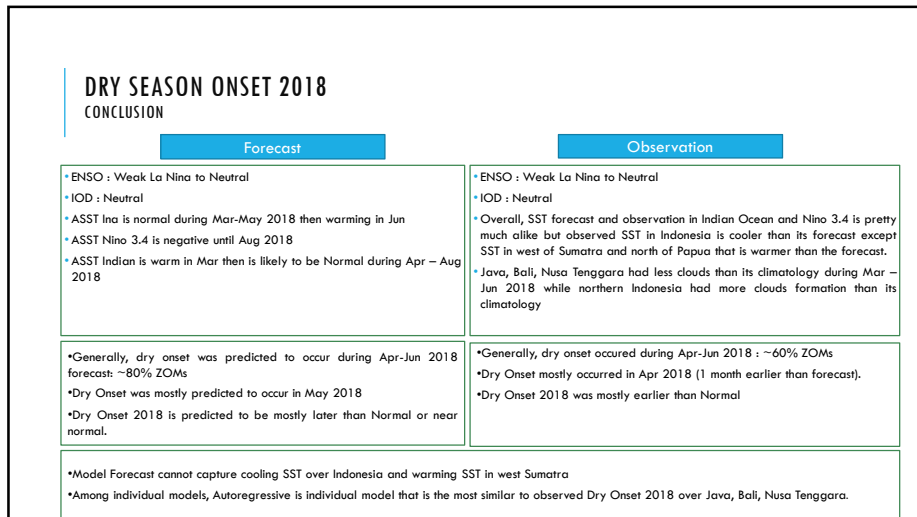 DRY SEASON ONSET 2018
CONCLUSION
Forecast
•ENSO : Weak La Nina to Neutral
•IOD : Neutral
•ASST Ina is normal during Mar-May 2018 then warming in Jun
•ASST Nino 3.4 is negative until Aug 2018
•ASST Indian is warm in Mar then is likely to be Normal during Apr – Aug
2018
Observation
•ENSO : Weak La Nina to Neutral
•IOD : Neutral
•Overall, SST forecast and observation in Indian Ocean and Nino 3.4 is pretty
much alike but observed SST in Indonesia is cooler than its forecast except
SST in west of Sumatra and north of Papua that is warmer than the forecast.
•Java, Bali, Nusa Tenggara had less clouds than its climatology during Mar –
Jun 2018 while northern Indonesia had more clouds formation than its
climatology
•Generally, dry onset was predicted to occur during Apr-Jun 2018
forecast: ~80% ZOMs
•Dry Onset was mostly predicted to occur in May 2018
•Dry Onset 2018 is predicted to be mostly later than Normal or near
normal.
•Generally, dry onset occured during Apr-Jun 2018 : ~60% ZOMs
•Dry Onset mostly occurred in Apr 2018 (1 month earlier than forecast).
•Dry Onset 2018 was mostly earlier than Normal
•Model Forecast cannot capture cooling SST over Indonesia and warming SST in west Sumatra
•Among individual models, Autoregressive is individual model that is the most similar to observed Dry Onset 2018 over Java, Bali, Nusa Tenggara.